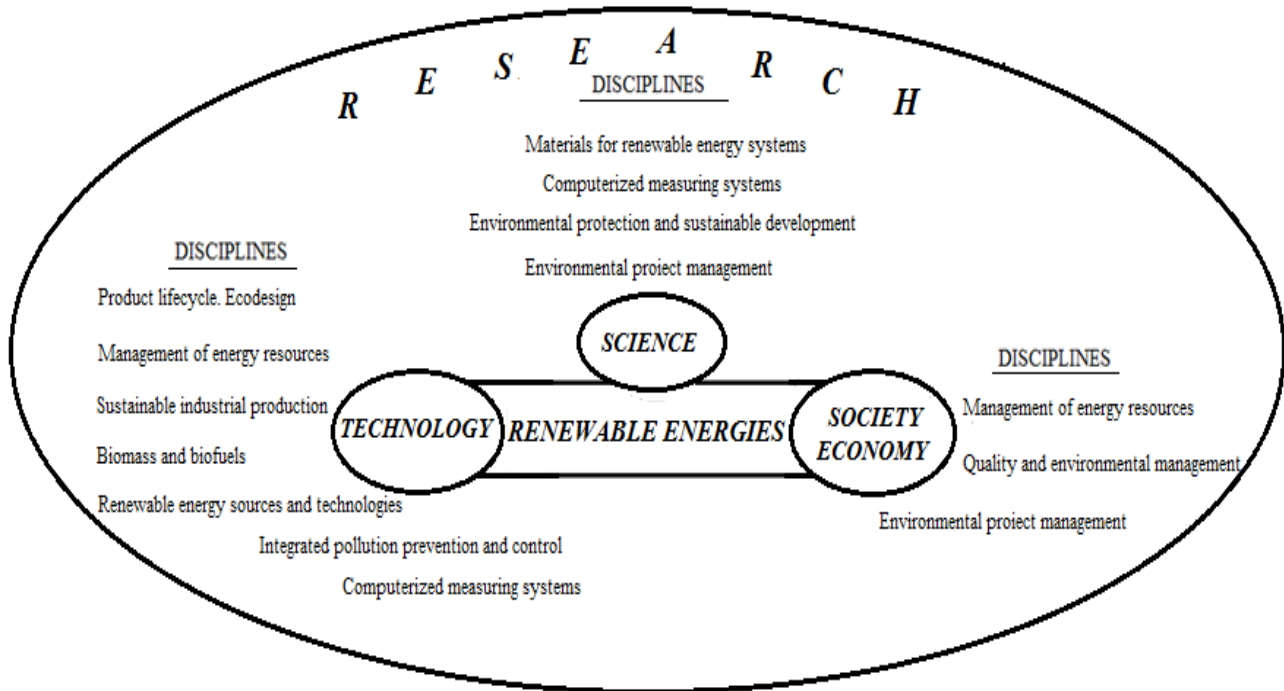 RESEARCH
DISCIPLINES
Materials for renewable energy systems
Computerized measuring systems
Environmental protection and sustainable development
Environmental project management
DISCIPLINES
Product lifecycle. Ecodesign
Management of energy resources
Sustainable industrial production
Biomass and biofuels
Renewable energy sources and technologies
Integrated pollution prevention and control
Computerized measuring systems
SCIENCE
TECHNOLOGY
RENEWABLE ENERGIES
SOCIETY
ECONOMY
DISCIPLINES
Management of energy resources
Quality and environmental management
Environmental project management